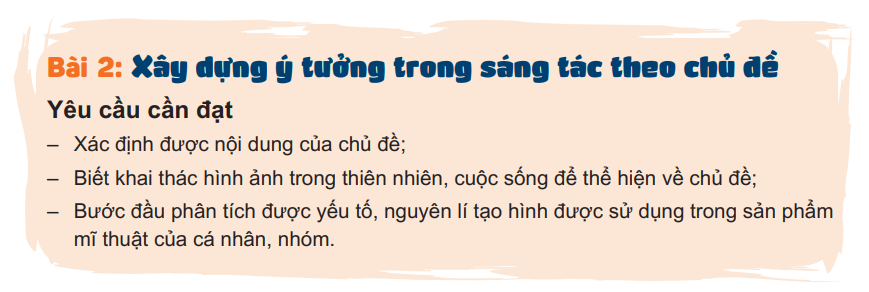 Bài 2: Xây dựng ý tưởng trong sáng tác theo chủ đề
Yêu cầu cần đạt
– Xác định được nội dung của chủ đề;
– Biết khai thác hình ảnh trong thiên nhiên, cuộc sống để thể hiện về chủ đề;
– Bước đầu phân tích được yếu tố, nguyên lí tạo hình được sử dụng trong sản phẩm
mĩ thuật của cá nhân, nhóm.